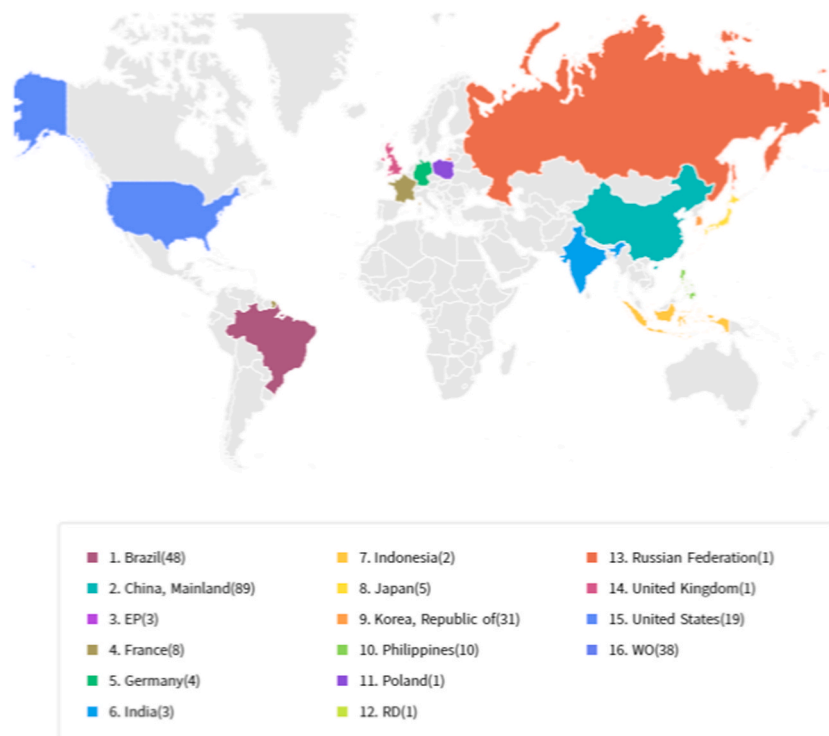 1. Brazil(48)
2. China, Mainland(89)
3. EP(3)
4. France(8)
5. Germany(4)
6. India(3)
7. Indonesia(2)
8. Japan(5)
9. Korea, Republic of(31)
10. Philippines(10)
11. Poland(1)
12. RD(1)
13. Russian Federation(1)
14. United Kingdom(1)
15. United States(19)
16. WO(38)